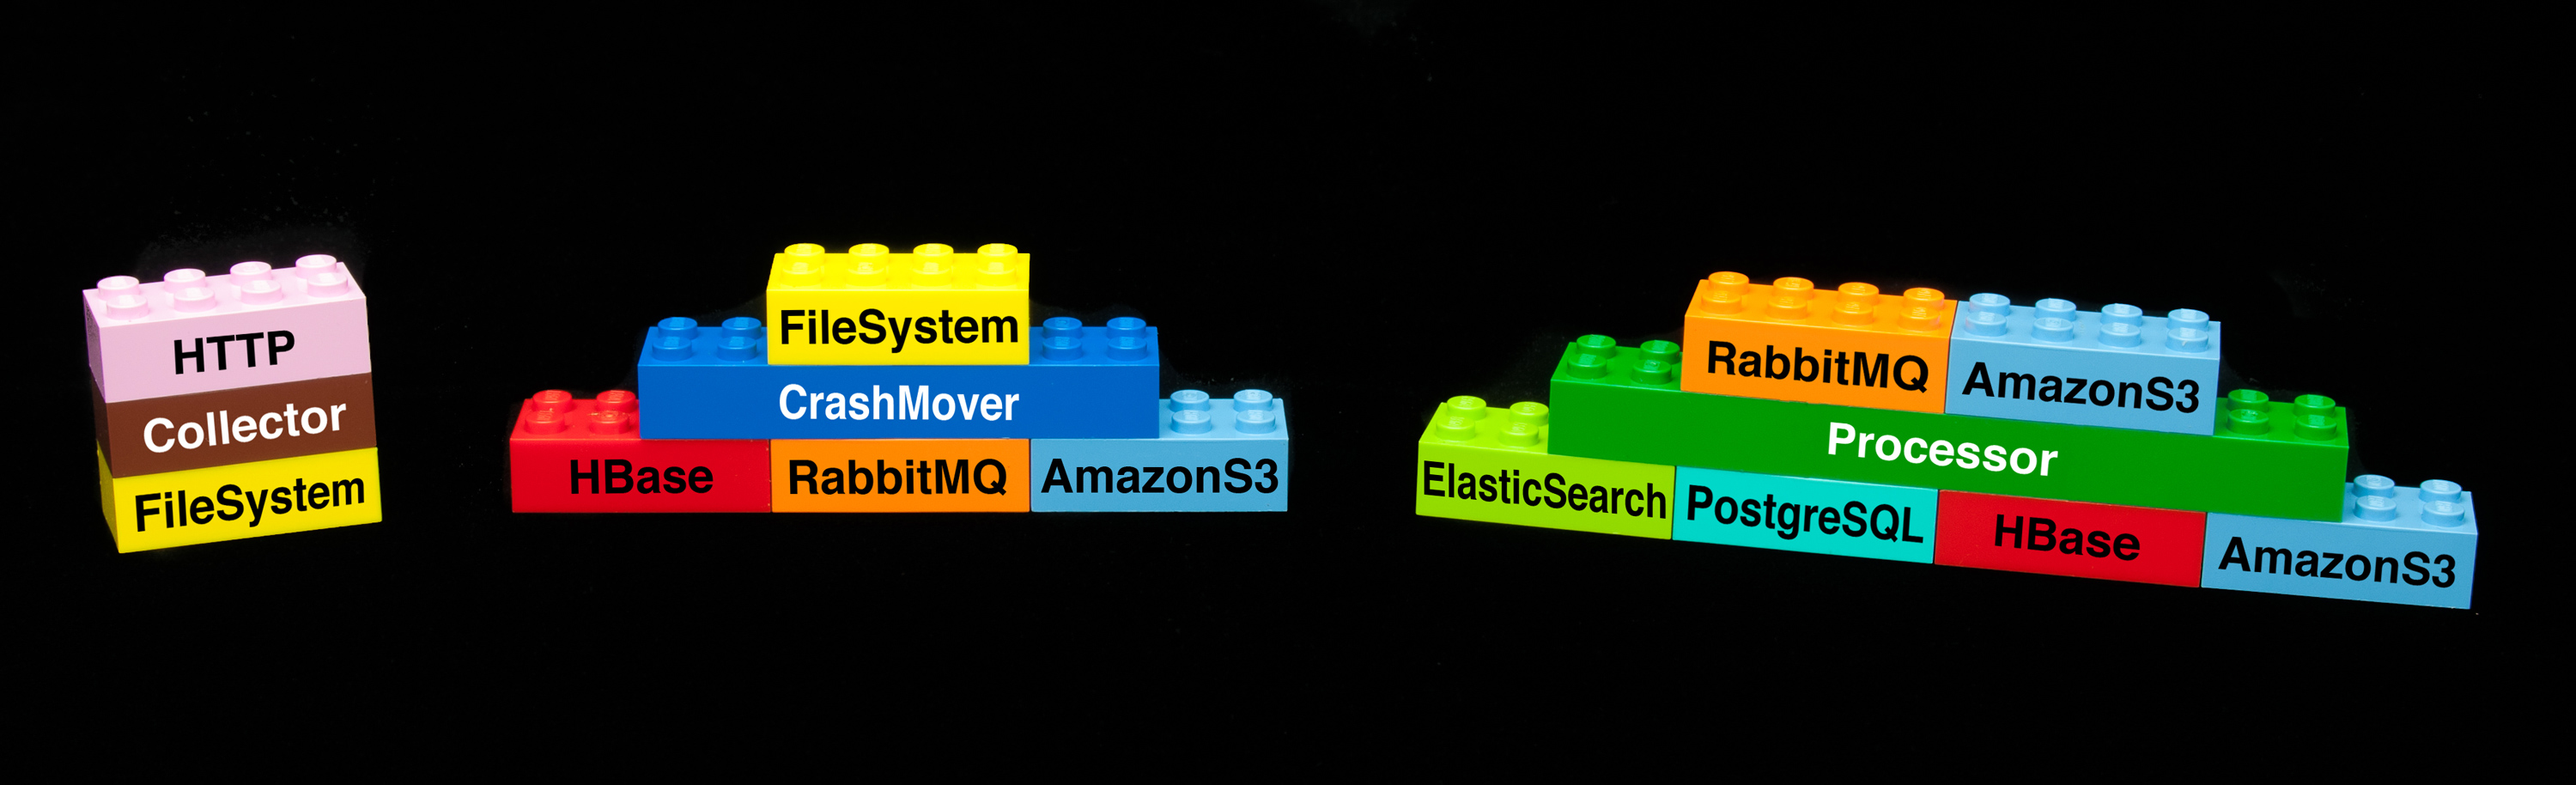 HTTP
Collector
FileSystem
FileSystem
CrashMover
HBase
RabbitMQ
AmazonS3
RabbitMQ
AmazonS3
Processor
ElasticSearch
PostgreSQL
HBase
AmazonS3